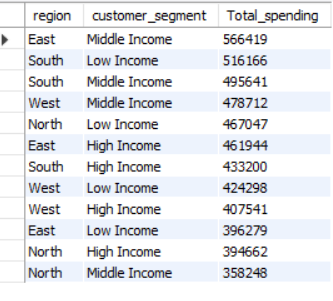 region customer_segment Total_spending
East Middle Income 566419
South Low Income 516166
South Middle Income 495641
West Middle Income 478712
North Low Income 467047
East High Income 461944
South High Income 433200
West Low Income 424298
West High Income 407541
East Low Income 396279
North High Income 394662
North Middle Income 358248